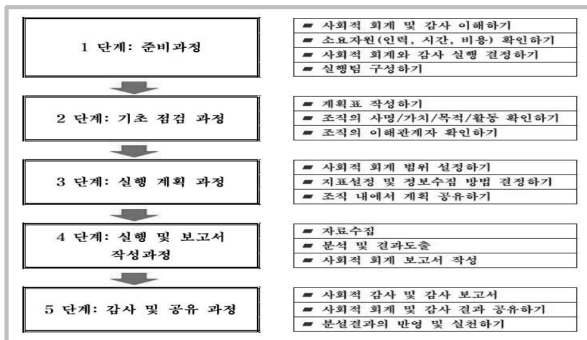 1 단계: 준비과정
▰ 사회적 회계 및 감사 이해하기
▰ 소요자원(인력, 시간, 비용) 확인하기
▰ 사회적 회계와 감사 실행 결정하기
▰ 실행팀 구성하기
2 단계: 기초 점검 과정
▰ 계획표 작성하기
▰ 조직의 사명/가치/목적/활동 확인하기
▰ 조직의 이해관계자 확인하기
3 단계: 실행 계획 과정
▰ 사회적 회계 범위 설정하기
▰ 지표설정 및 정보수집 방법 결정하기
▰ 조직 내에서 계획 공유하기
4 단계: 실행 및 보고서
작성과정
▰ 자료수집
▰ 분석 및 결과도출
▰ 사회적 회계 보고서 작성
5 단계: 감사 및 공유 과정
▰ 사회적 감사 및 감사 보고서
▰ 사회적 회계 및 감사 결과 공유하기
▰ 분설결과의 반영 및 실천하기